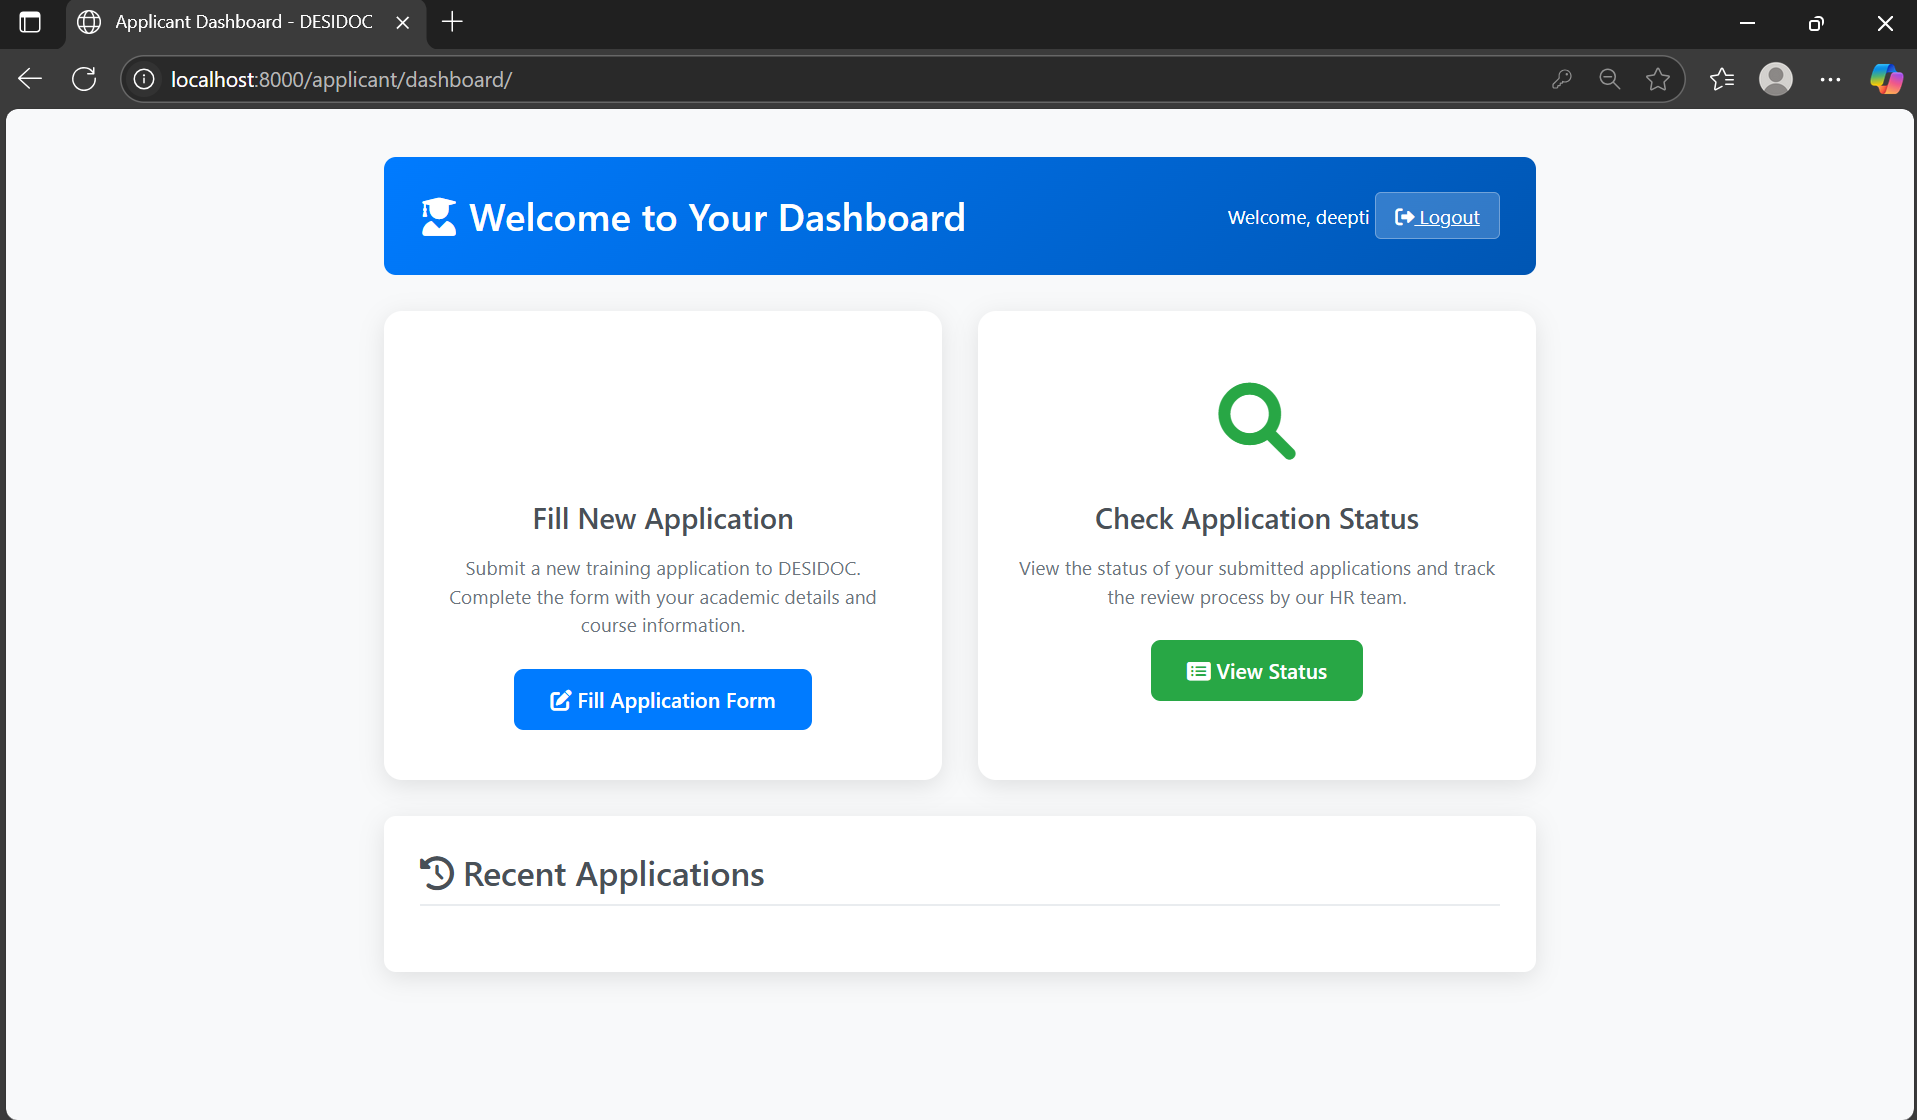 Applicant Dashboard - DESIDOC
localhost:8000/applicant/dashboard/
Welcome to Your Dashboard
Welcome, deepti
Logout
Fill New Application
Submit a new training application to DESIDOC.
Complete the form with your academic details and
course information.
Fill Application Form
Check Application Status
View the status of your submitted applications and track
the review process by our HR team.
View Status
Recent Applications